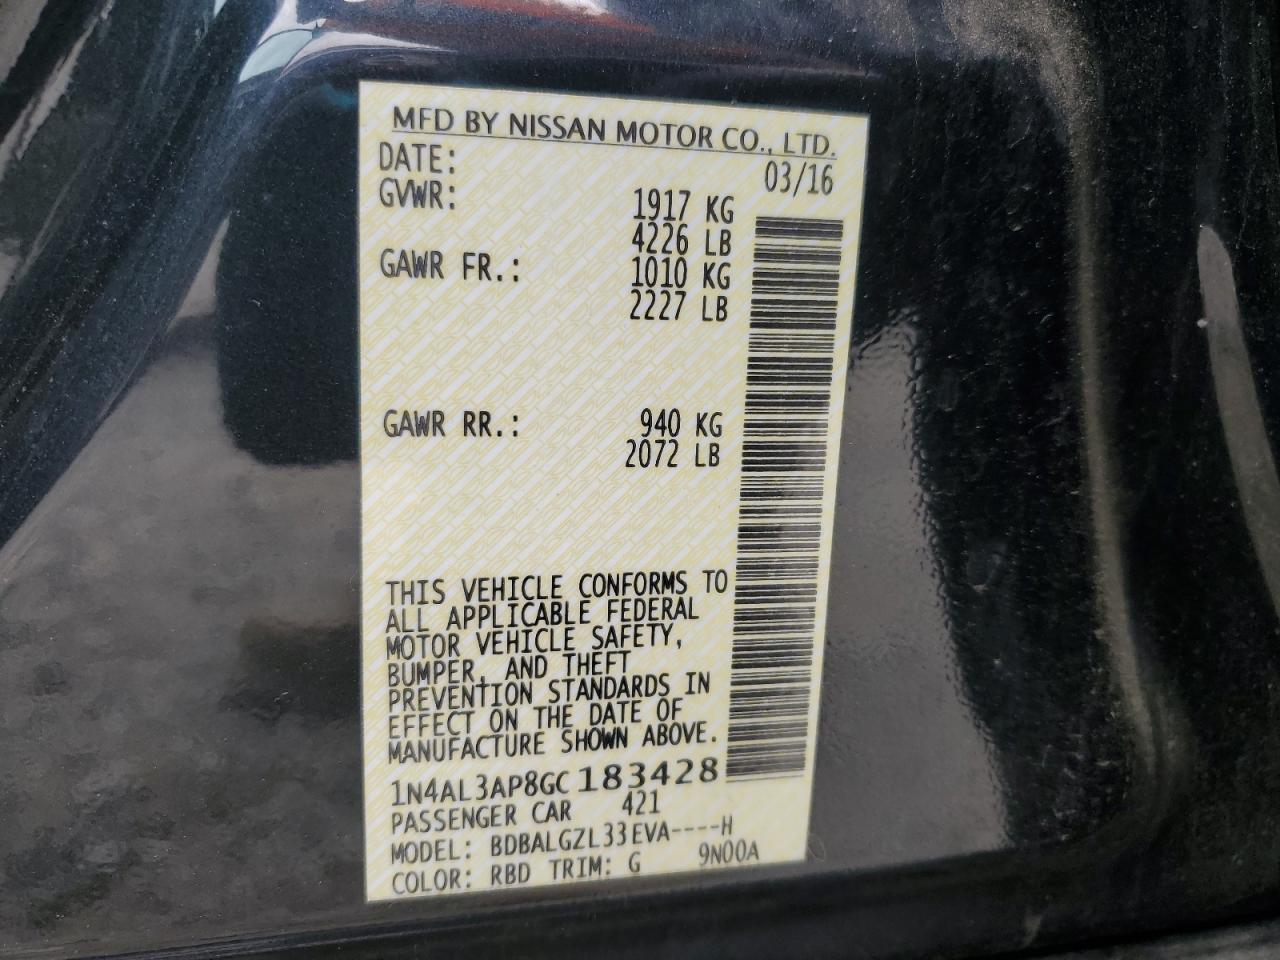 MFD BY NISSAN MOTOR CO., LTD.
DATE: 03/16
GVWR: 1917 KG
4226 LB
GAWR FR.: 1010 KG
2227 LB
GAWR RR.: 940 KG
2072 LB
THIS VEHICLE CONFORMS TO
ALL APPLICABLE FEDERAL
MOTOR VEHICLE SAFETY,
BUMPER, AND THEFT
PREVENTION STANDARDS IN
EFFECT ON THE DATE OF
MANUFACTURE SHOWN ABOVE.
1N4AL3AP8GC183428
PASSENGER CAR 421
MODEL: BDBALGZL33EVA----H
COLOR: RBD TRIM: G 9N00A